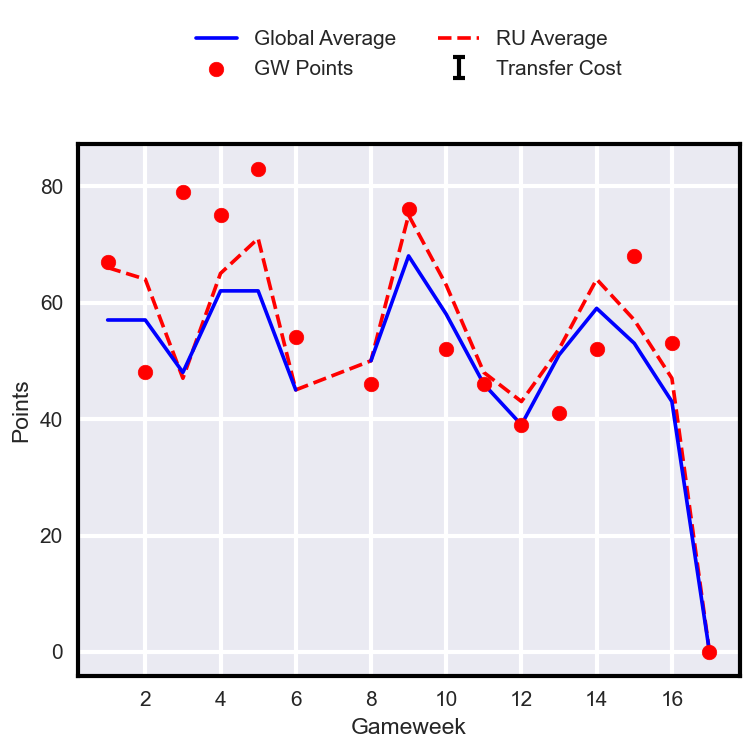 Global Average RU Average
GW Points Transfer Cost
80
60
40
20
0
Points
2 4 6 8 10 12 14 16
Gameweek